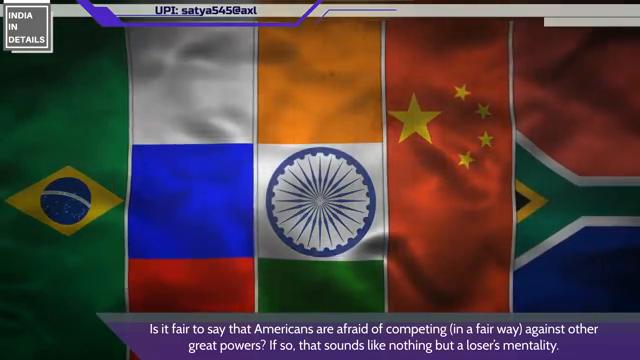 INDIA
IN
DETAILS
UPI: satya545@axl
Is it fair to say that Americans are afraid of competing (in a fair way) against other
great powers? If so, that sounds like nothing but a loser's mentality.